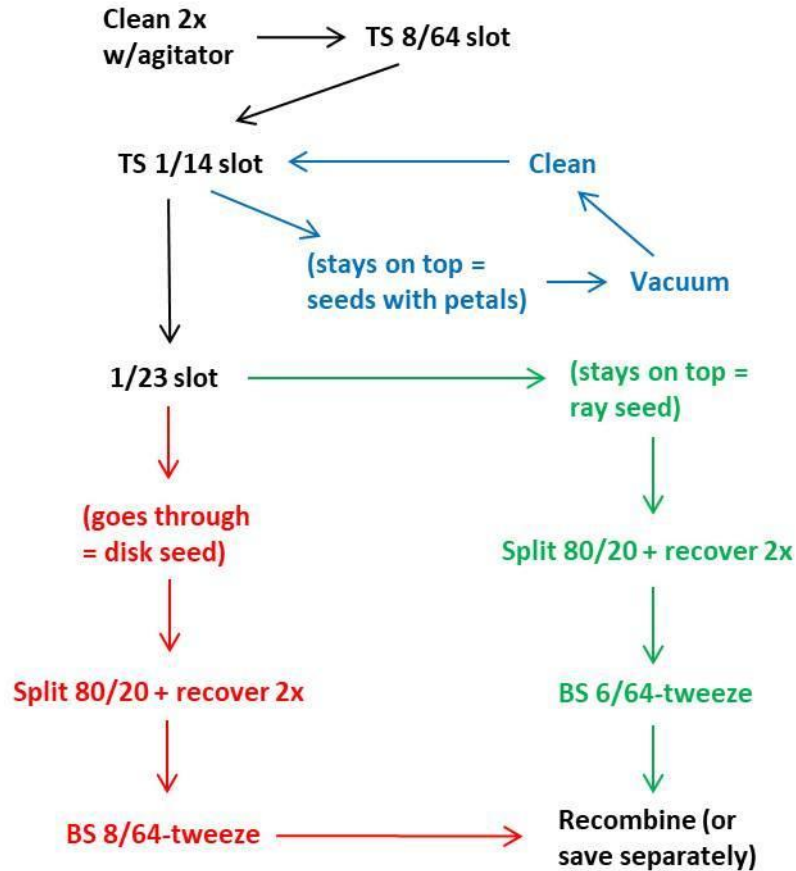 Clean 2x
w/agitator
TS 8/64 slot
TS 1/14 slot
Clean
(stays on top =
seeds with petals)
Vacuum
1/23 slot
(stays on top =
ray seed)
(goes through
= disk seed)
Split 80/20 + recover 2x
Split 80/20 + recover 2x
BS 6/64-tweeze
BS 8/64-tweeze
Recombine (or
save separately)